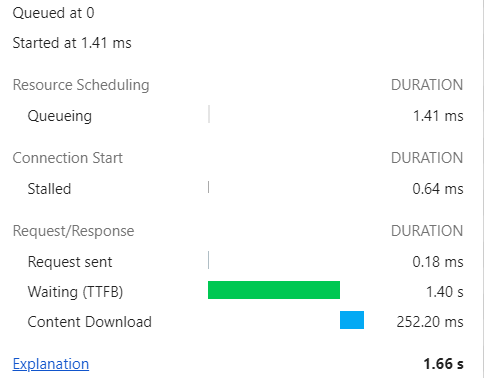 Queued at 0
Started at 1.41 ms
Resource Scheduling DURATION
Queueing 1.41 ms
Connection Start DURATION
Stalled 0.64 ms
Request/Response DURATION
Request sent 0.18 ms
Waiting (TTFB) 1.40 s
Content Download 252.20 ms
Explanation 1.66 s